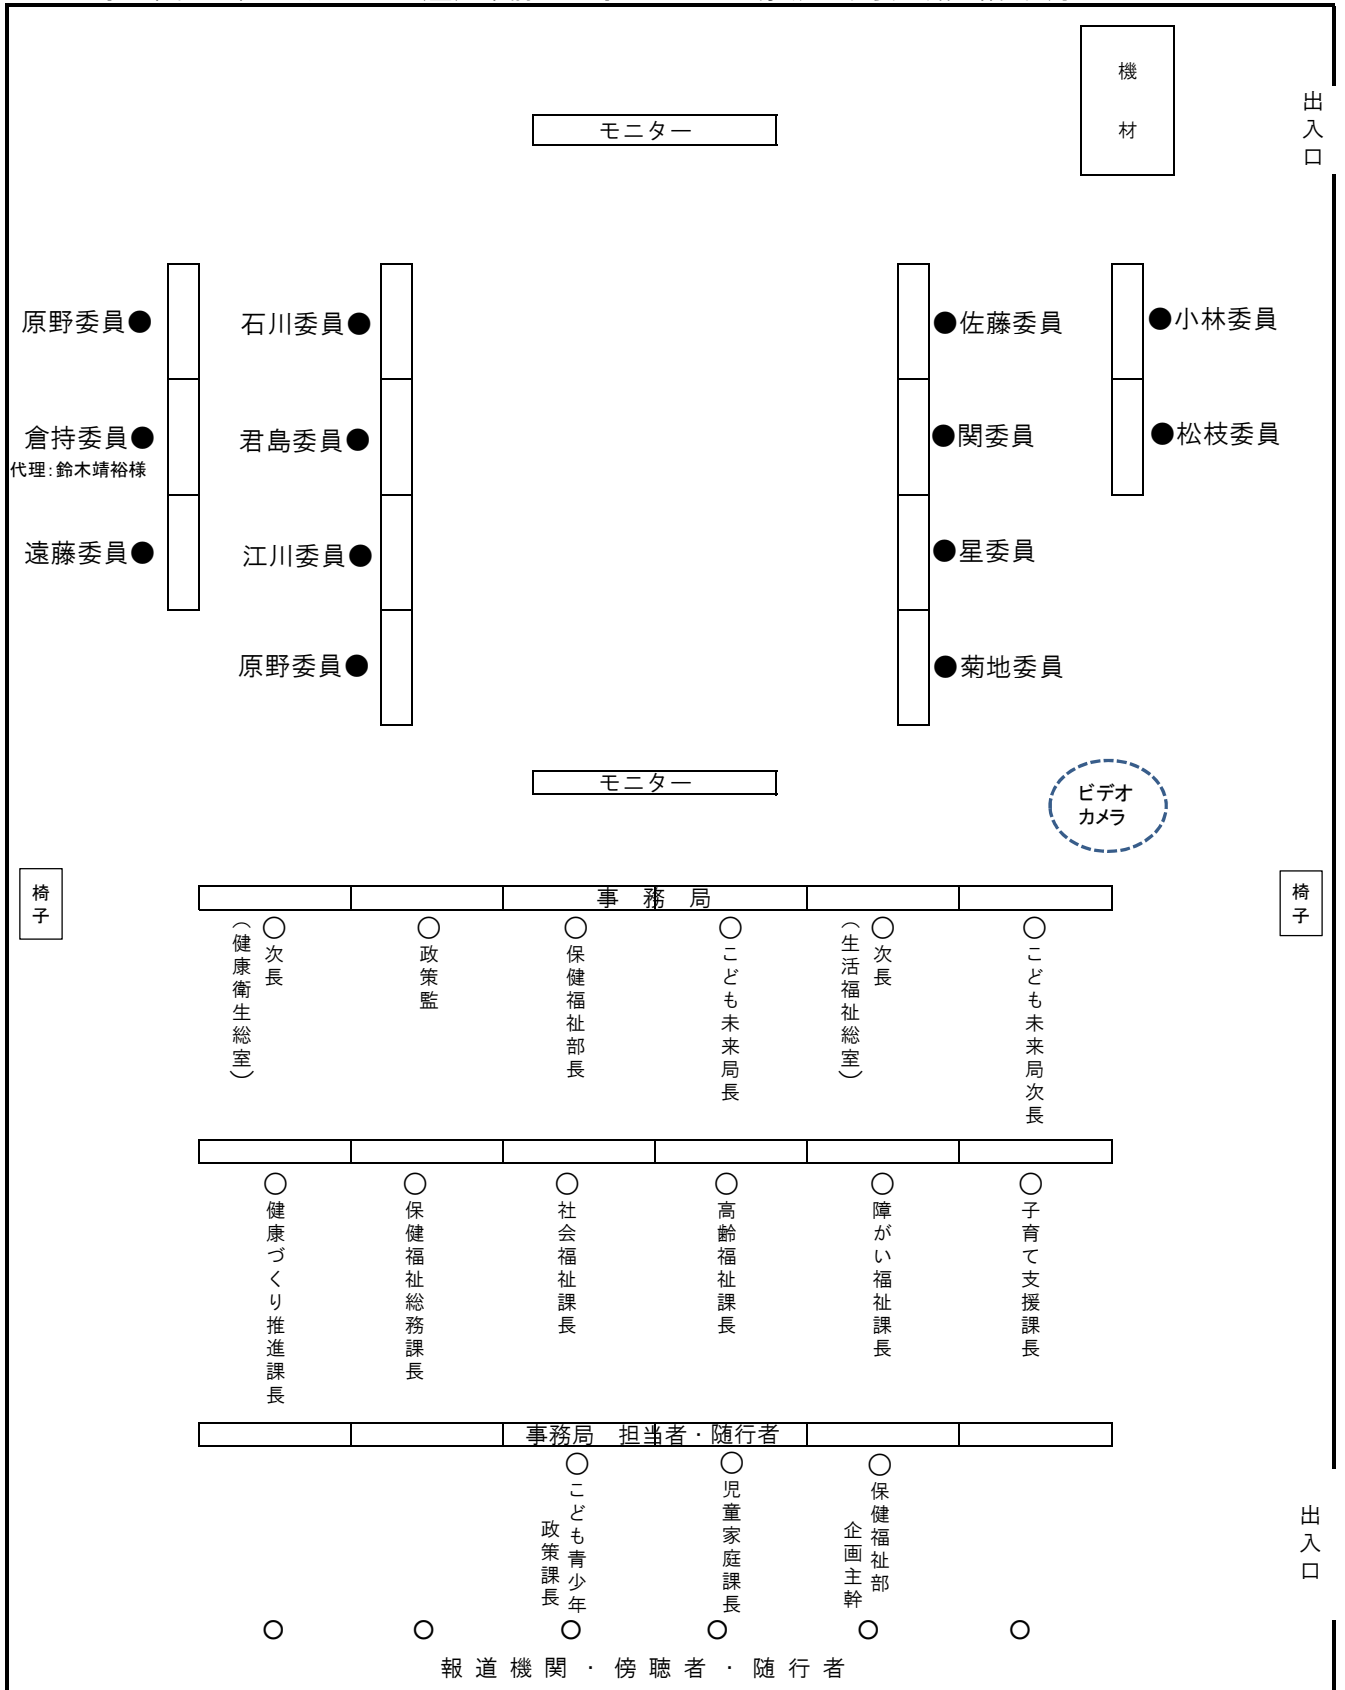 機材
出入口
モニター
原野委員●
石川委員●
●佐藤委員
●小林委員
倉持委員●
代理:鈴木靖裕様
君島委員●
●関委員
●松枝委員
遠藤委員●
江川委員●
●星委員
原野委員●
●菊地委員
モニター
ビデオ
カメラ
椅子
事務局
椅子
○次長
(健康衛生総室)
○政策監
○保健福祉部長
○こども未来局長
○次長
(生活福祉総室)
○こども未来局次長
○健康づくり推進課長
○保健福祉総務課長
○社会福祉課長
○高齢福祉課長
○障がい福祉課長
○子育て支援課長
事務局 担当者・随行者
○こども青少年
政策課長
○児童家庭課長
○保健福祉部
企画主幹
出入口
○ ○ ○ ○ ○ ○
報道機関・傍聴者・随行者